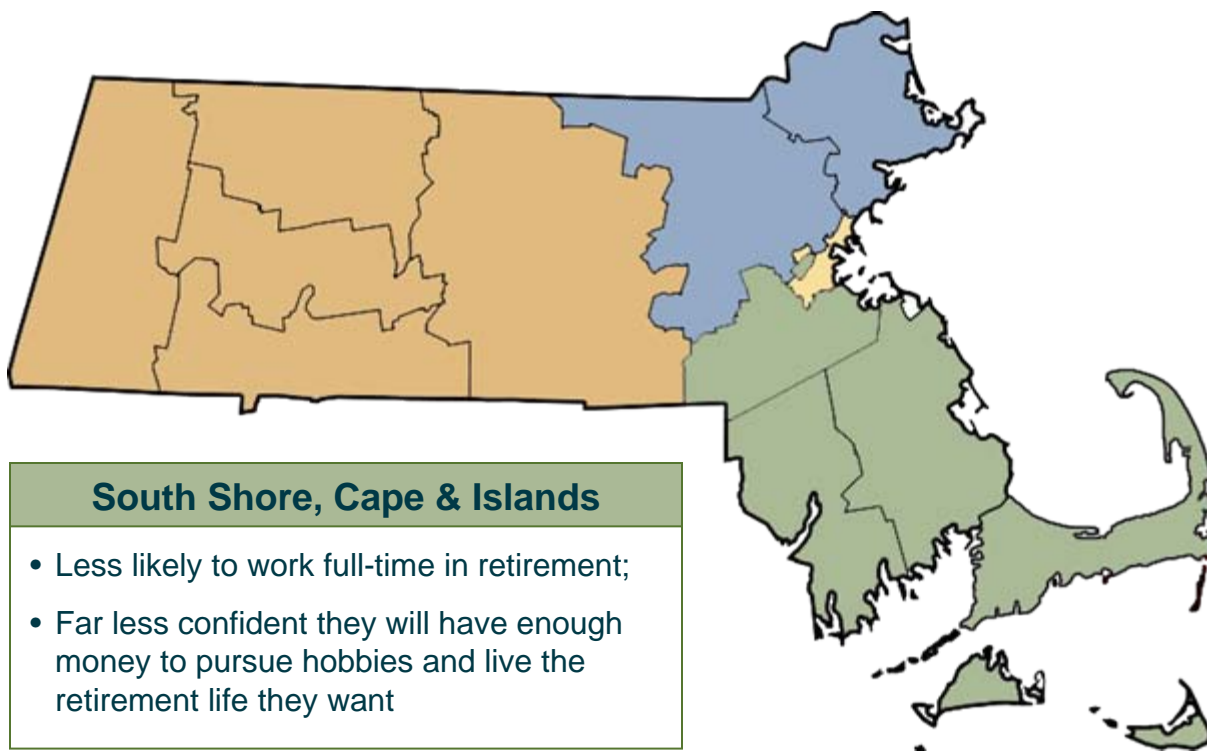 South Shore, Cape & Islands
• Less likely to work full-time in retirement;
• Far less confident they will have enough
money to pursue hobbies and live the
retirement life they want